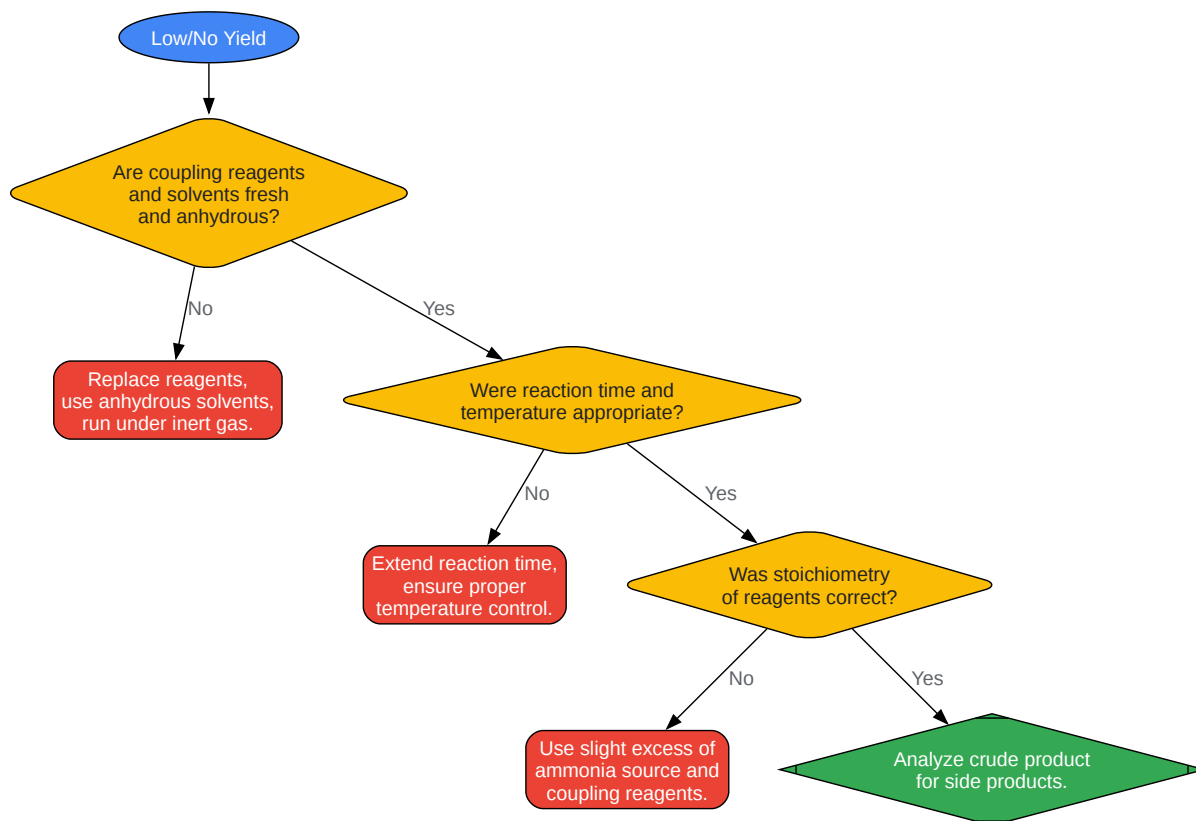 Low/No Yield
Are coupling reagents
and solvents fresh
and anhydrous?
No
Yes
Replace reagents,
use anhydrous solvents,
run under inert gas.
Were reaction time and
temperature appropriate?
No
Yes
Extend reaction time,
ensure proper
temperature control.
Was stoichiometry
of reagents correct?
No
Yes
Use slight excess of
ammonia source and
coupling reagents.
Analyze crude product
for side products.